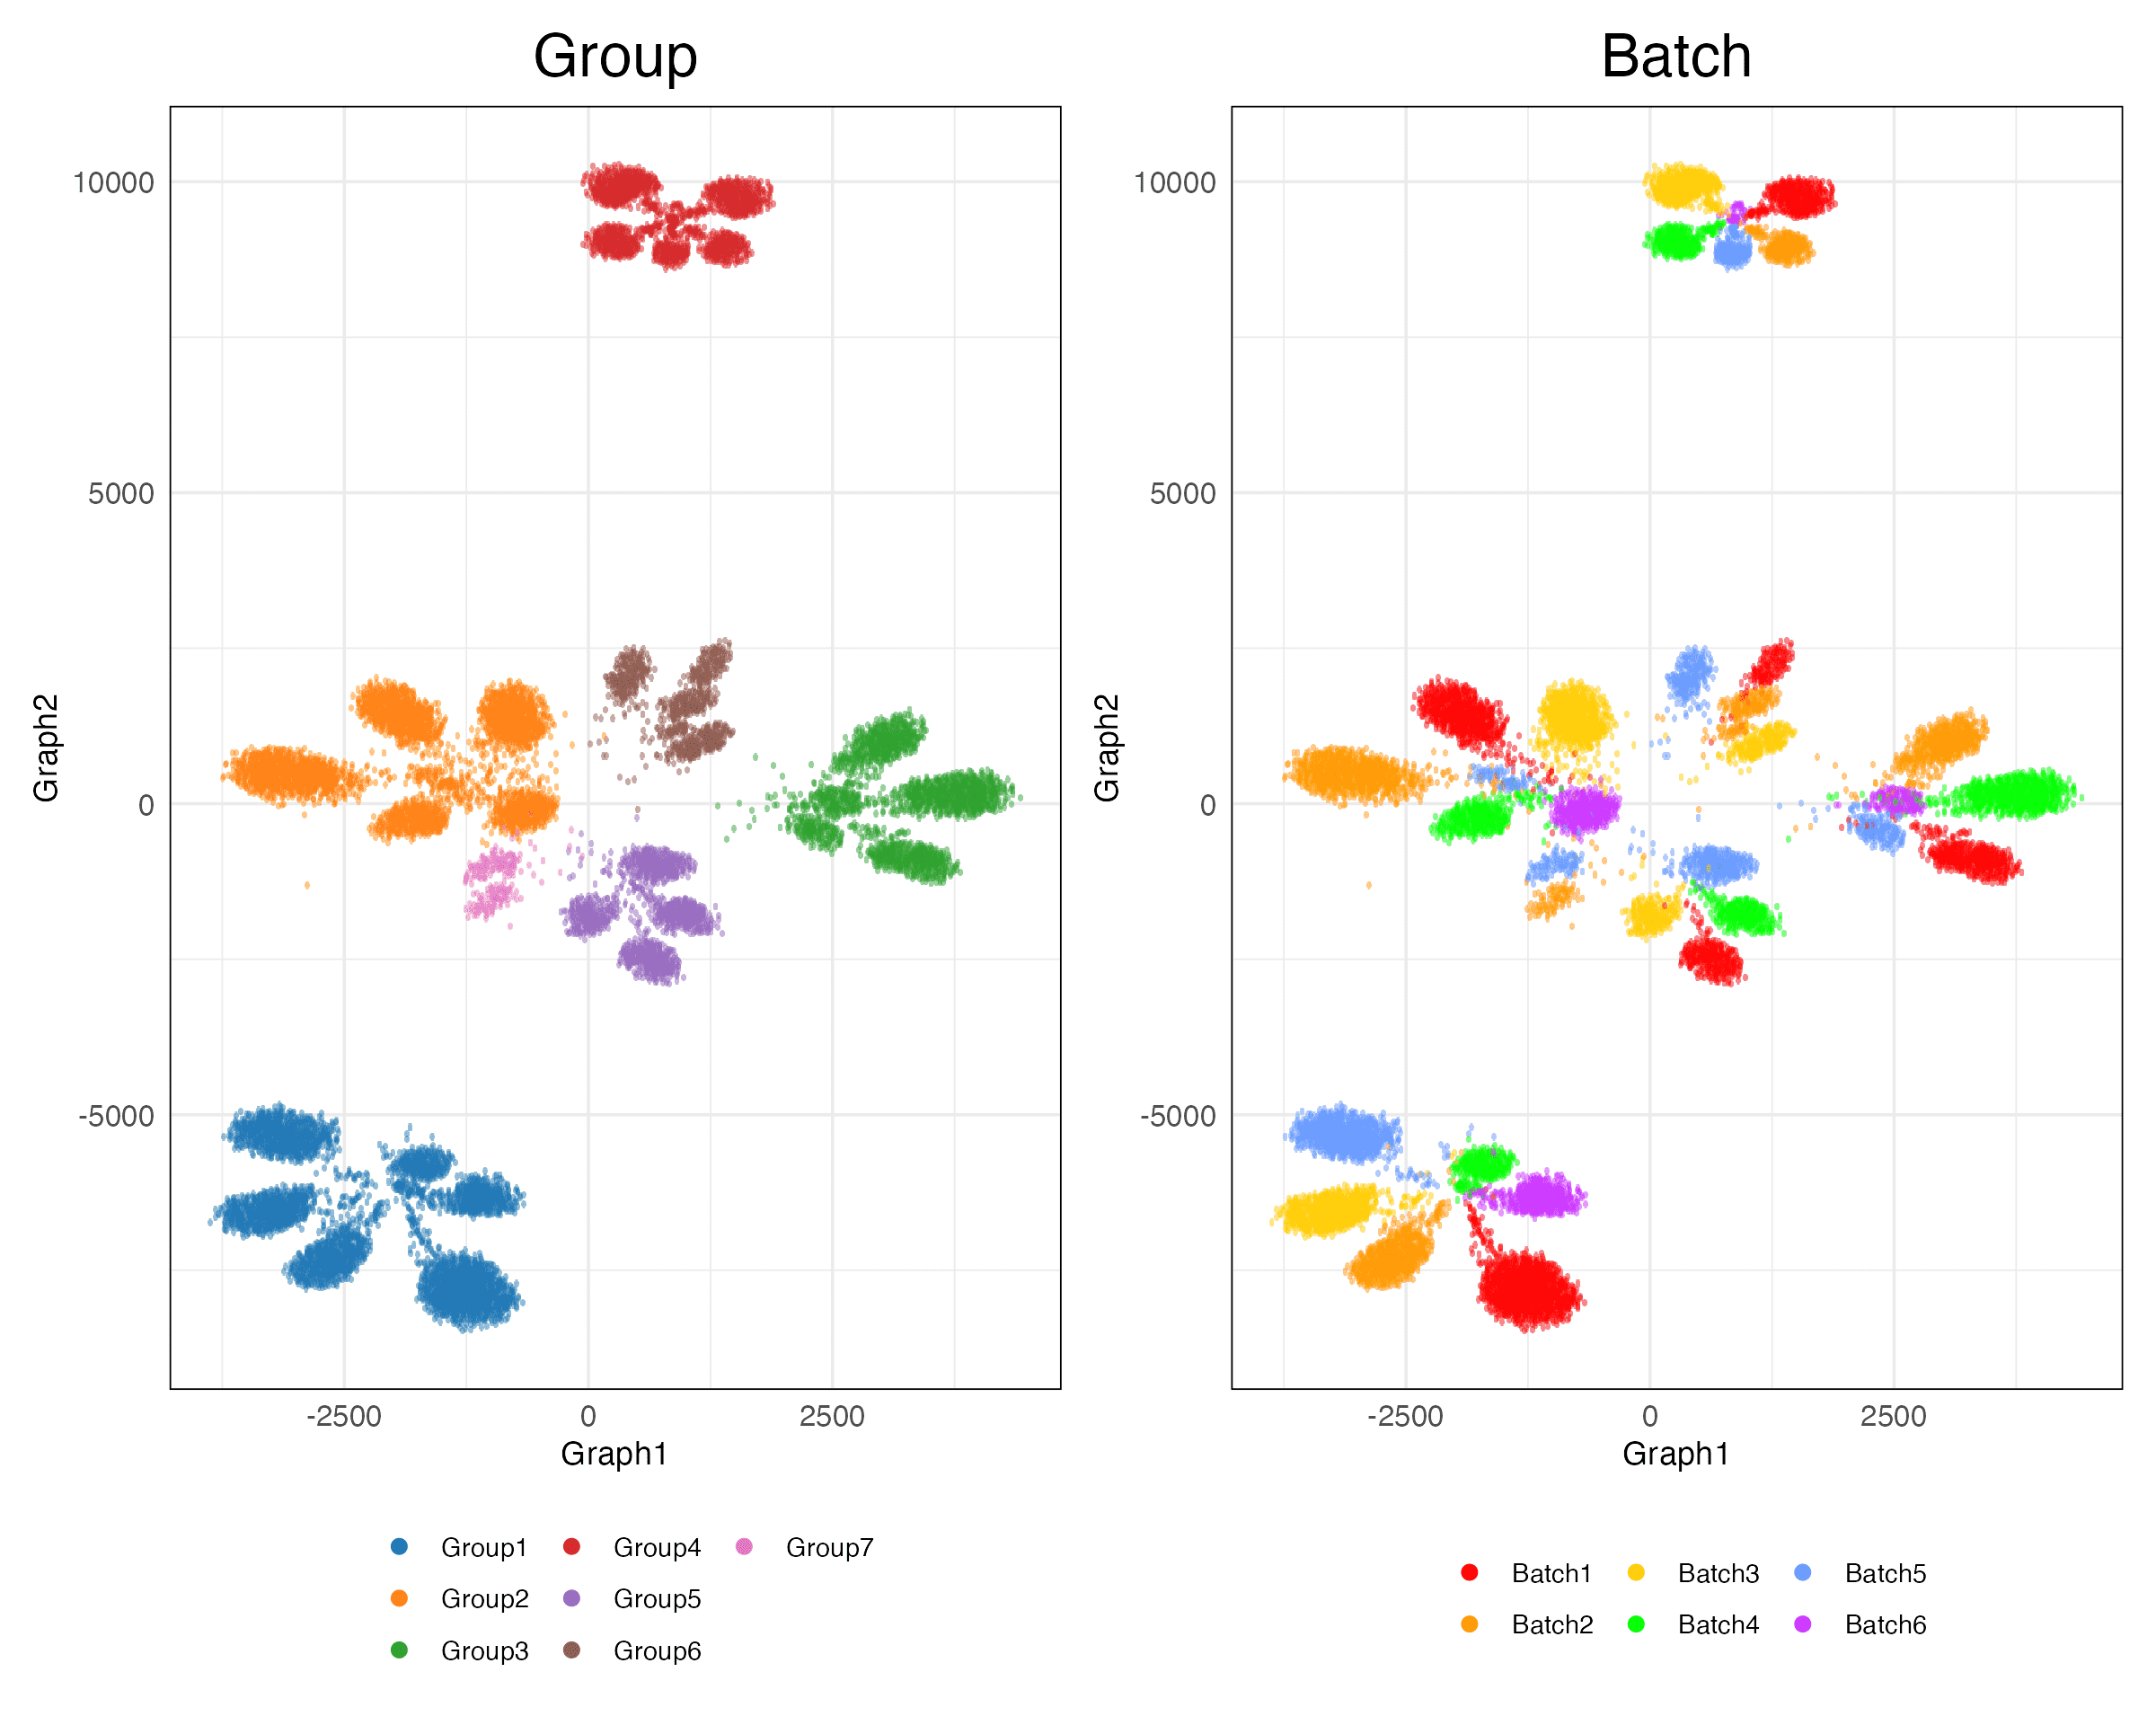 Group
Batch
10000
5000
0
-5000
Graph2
-2500 0 2500
Graph1
10000
5000
0
-5000
Graph2
-2500 0 2500
Graph1
Group1 Group4 Group7
Group2 Group5
Group3 Group6
Batch1 Batch3 Batch5
Batch2 Batch4 Batch6